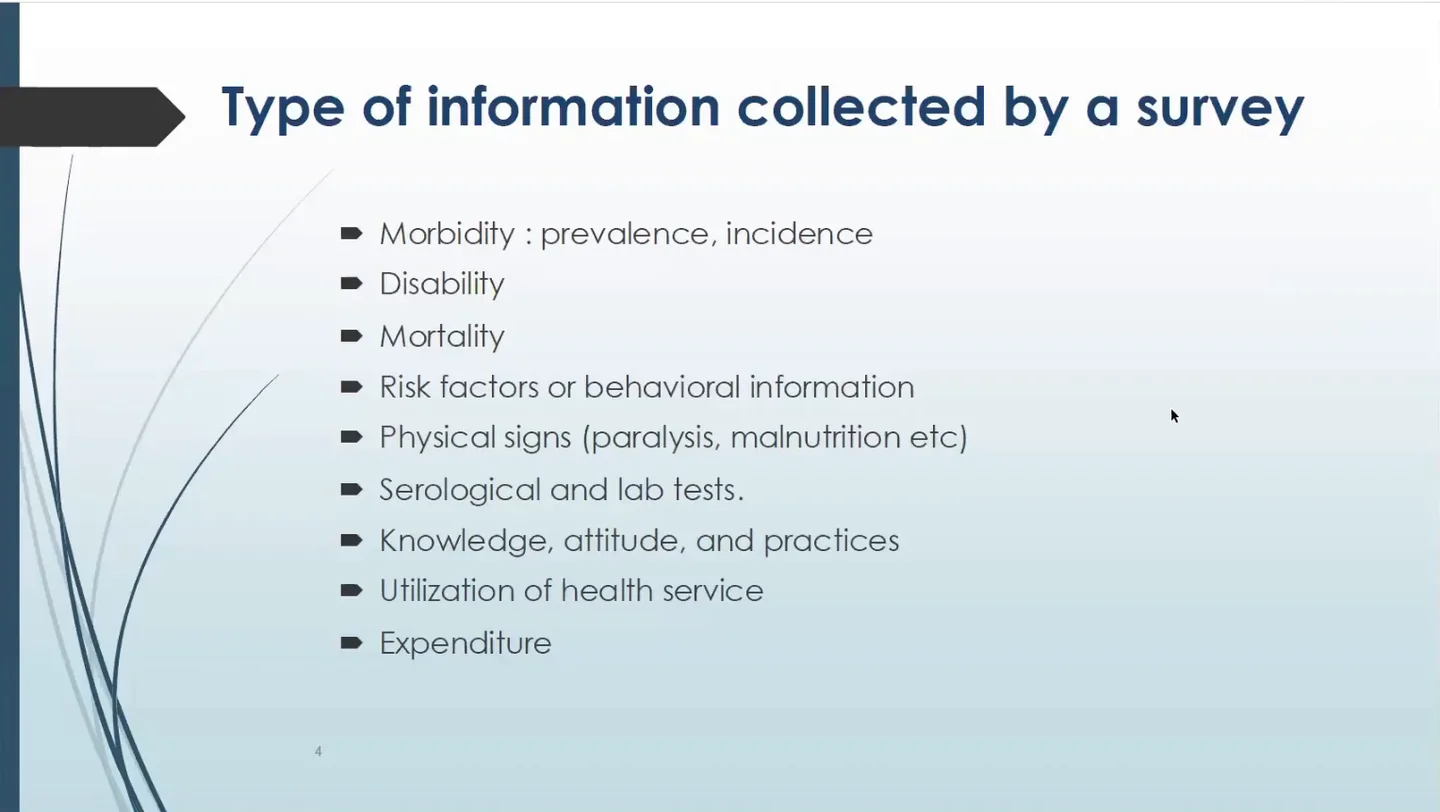 Type of information collected by a survey
Morbidity : prevalence, incidence
Disability
Mortality
Risk factors or behavioral information
Physical signs (paralysis, malnutrition etc)
Serological and lab tests.
Knowledge, attitude, and practices
Utilization of health service
Expenditure
4